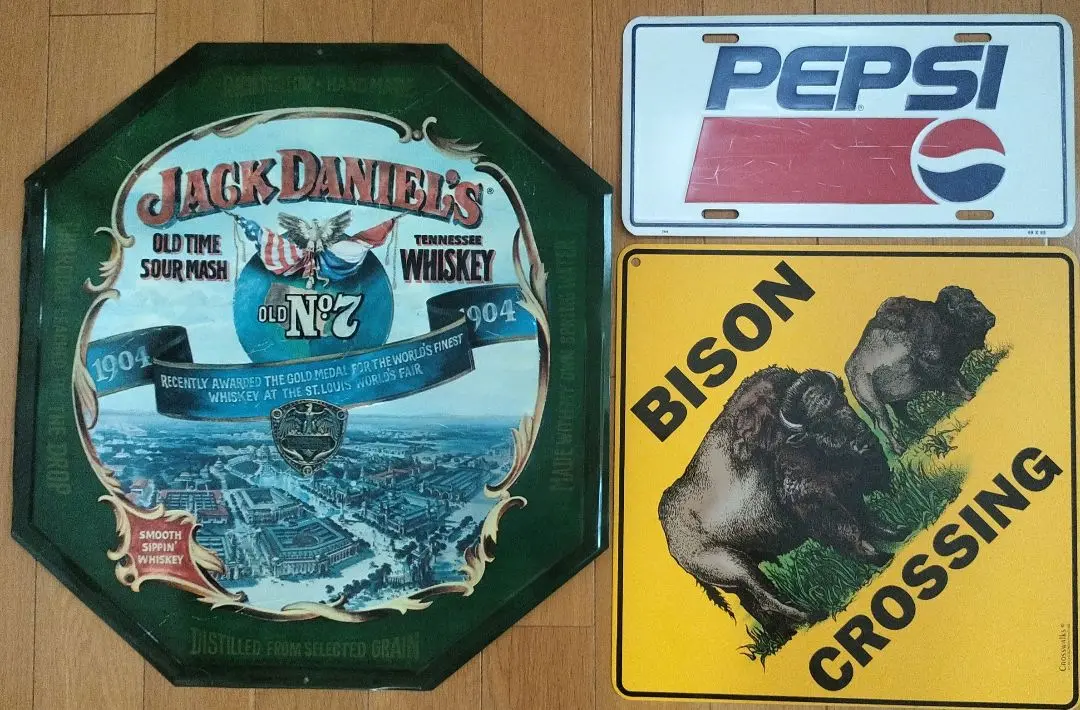 JACK DANIEL'S®
OLD TIME
SOUR MASH
TENNESSEE
WHISKEY
OLD No 7
1904
1904
RECENTLY AWARDED THE GOLD MEDAL FOR THE WORLD'S FINEST
WHISKEY AT THE ST. LOUIS WORLD'S FAIR
SMOOTH
SIPPIN'
WHISKEY
DISTILLED FROM SELECTED GRAIN
PEPSI®
BISON
CROSSING
Crosswalks